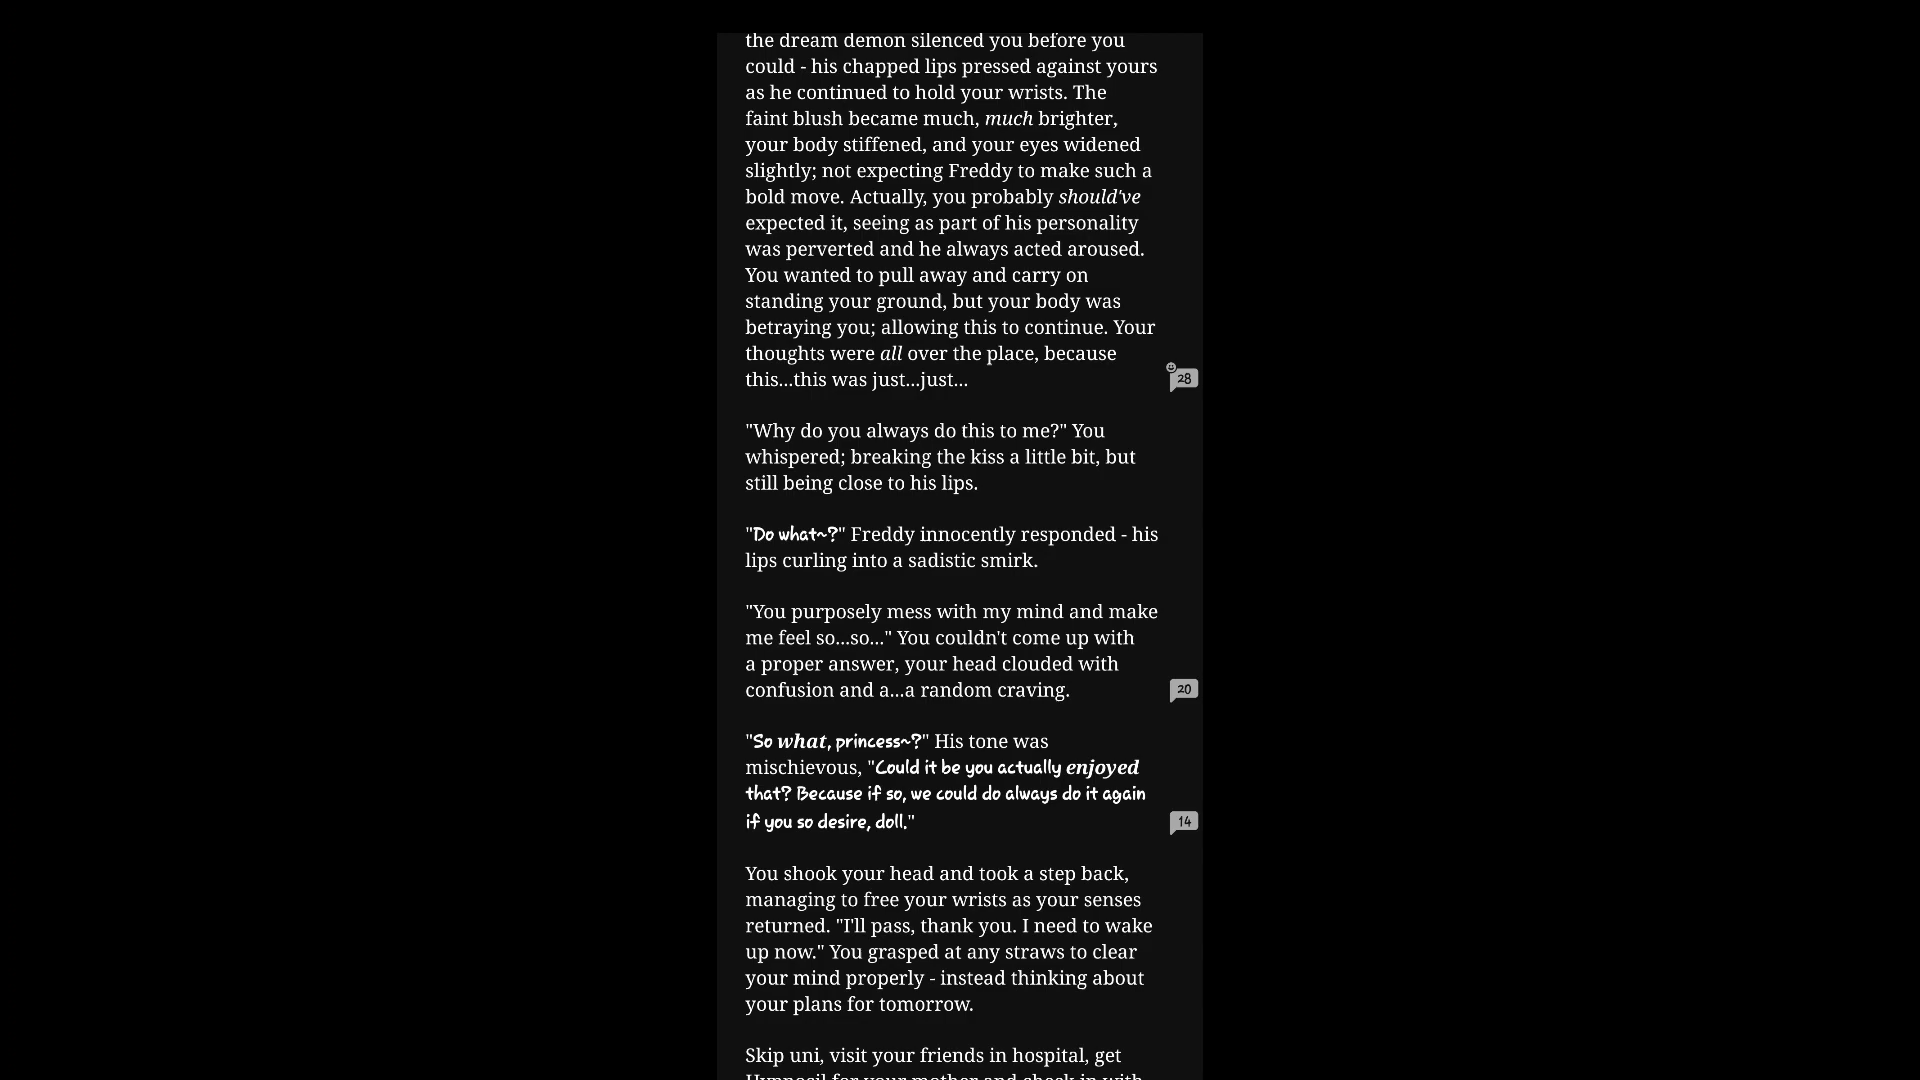 the dream demon silenced you before you
could - his chapped lips pressed against yours
as he continued to hold your wrists. The
faint blush became much, much brighter,
your body stiffened, and your eyes widened
slightly; not expecting Freddy to make such a
bold move. Actually, you probably should've
expected it, seeing as part of his personality
was perverted and he always acted aroused.
You wanted to pull away and carry on
standing your ground, but your body was
betraying you; allowing this to continue. Your
thoughts were all over the place, because
this...this was just...just...
28
"Why do you always do this to me?" You
whispered; breaking the kiss a little bit, but
still being close to his lips.
"Do what~?" Freddy innocently responded - his
lips curling into a sadistic smirk.
"You purposely mess with my mind and make
me feel so...so..." You couldn't come up with
a proper answer, your head clouded with
confusion and a...a random craving.
20
"So what, princess~?" His tone was
mischievous, "Could it be you actually enjoyed
that? Because if so, we could do always do it again
if you so desire, doll."
14
You shook your head and took a step back,
managing to free your wrists as your senses
returned. "I'll pass, thank you. I need to wake
up now." You grasped at any straws to clear
your mind properly - instead thinking about
your plans for tomorrow.
Skip uni, visit your friends in hospital, get
Hypnocil for your mother and check in with